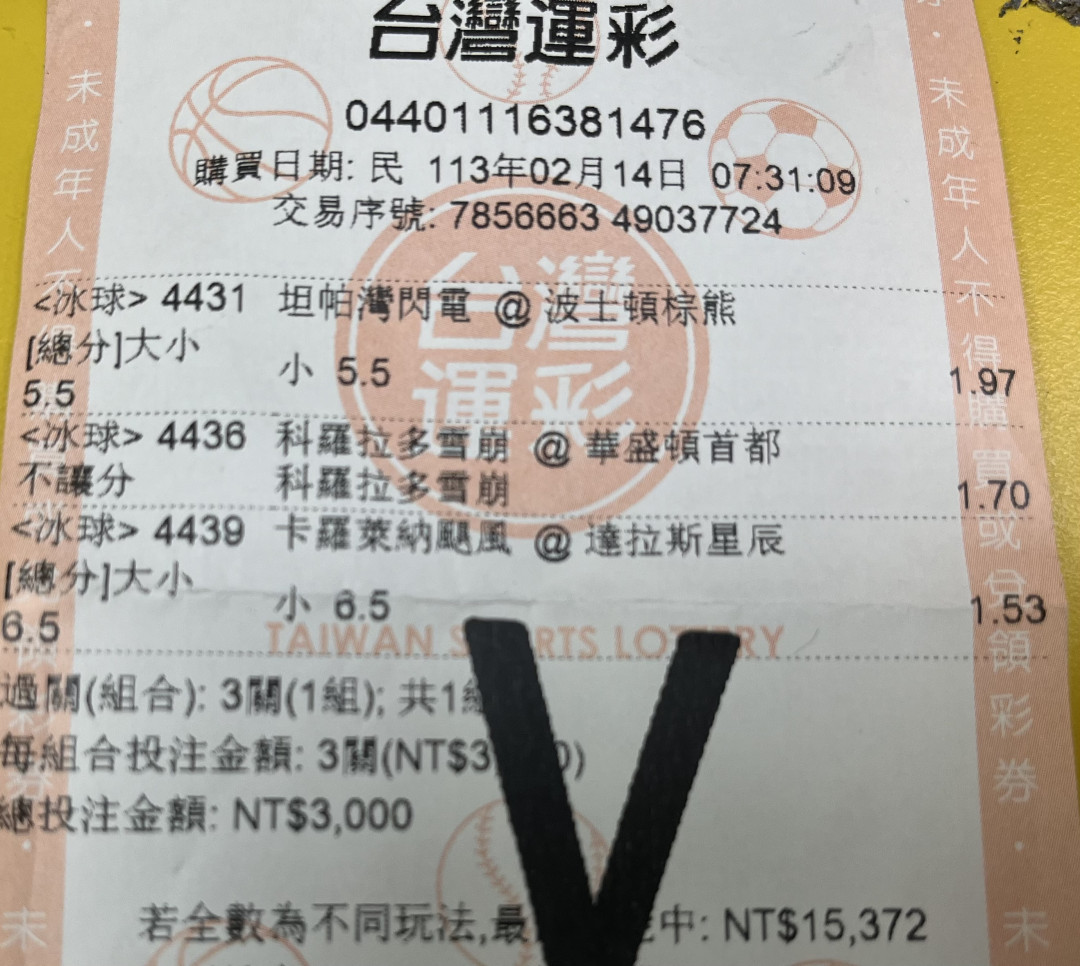 台灣運彩
04401116381476
購買日期: 民 113年02月14日 07:31:09
交易序號: 7856663 49037724
台灣
運彩
<冰球> 4431 坦帕灣閃電 @ 波士頓棕熊
[總分]大小
小 5.5 1.97
5.5
<冰球> 4436 科羅拉多雪崩 @ 華盛頓首都
不讓分 科羅拉多雪崩 1.70
<冰球> 4439 卡羅萊納颶風 @ 達拉斯星辰
[總分]大小
小 6.5 1.53
6.5
TAIWAN S RTS LOTTERY
過關(組合): 3關(1組); 共1組
每組合投注金額: 3關(NT$3 0)
總投注金額: NT$3,000
若全數為不同玩法,最 中: NT$15,372
V
未成年人不
未成年人不得購買或兌領彩券·未